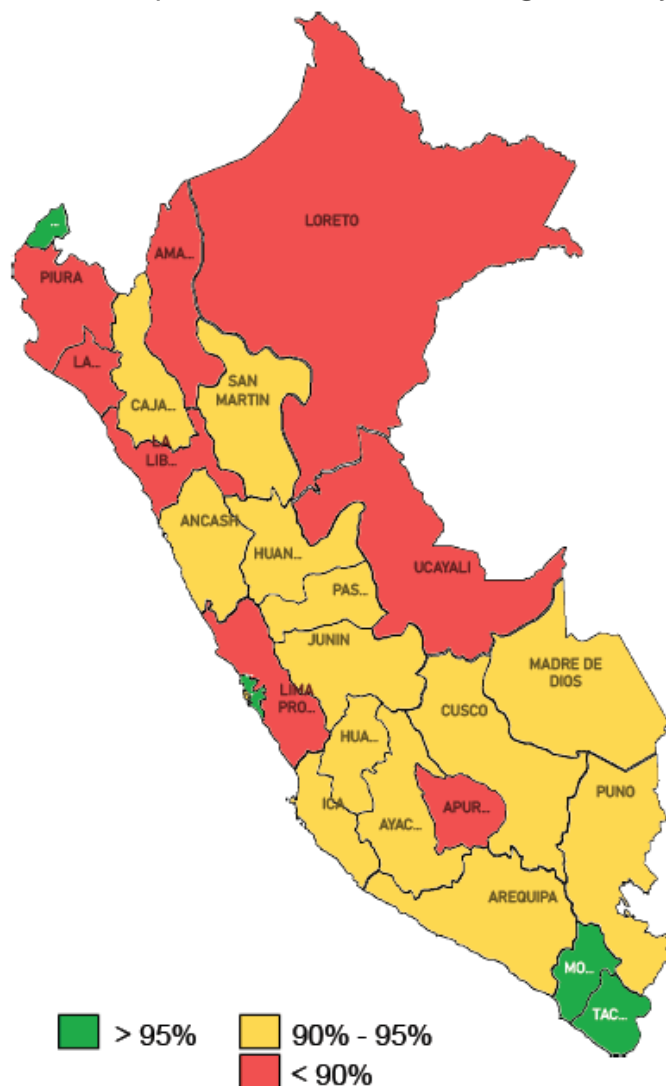 LORETO
...
AMA...
PIURA
LA...
SAN
MARTIN
CAJA...
LA
LIB...
ANCASH
HUAN...
UCAYALI
PAS...
JUNIN
MADRE DE
DIOS
LIMA
PRO...
CUSCO
HUA...
PUNO
ICA
APUR...
AYAC...
AREQUIPA
MO...
TAC...
> 95%
90% - 95%
< 90%